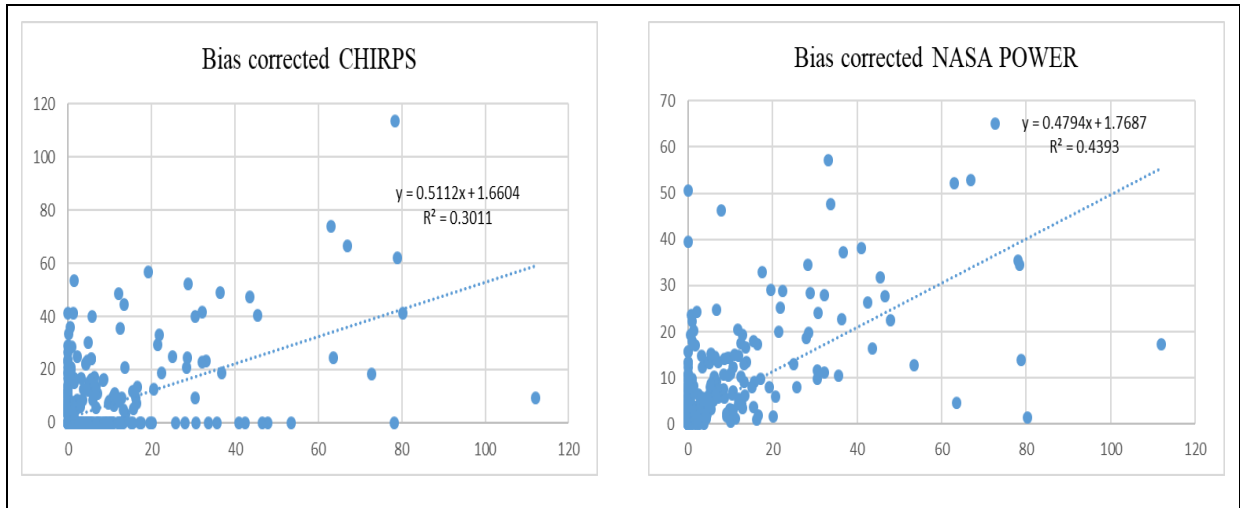 Bias corrected CHIRPS
120
100
80
60
40
20
0
y = 0.5112x + 1.6604
R² = 0.3011
0 20 40 60 80 100 120
Bias corrected NASA POWER
70
60
50
40
30
20
10
0
y = 0.4794x + 1.7687
R² = 0.4393
0 20 40 60 80 100 120